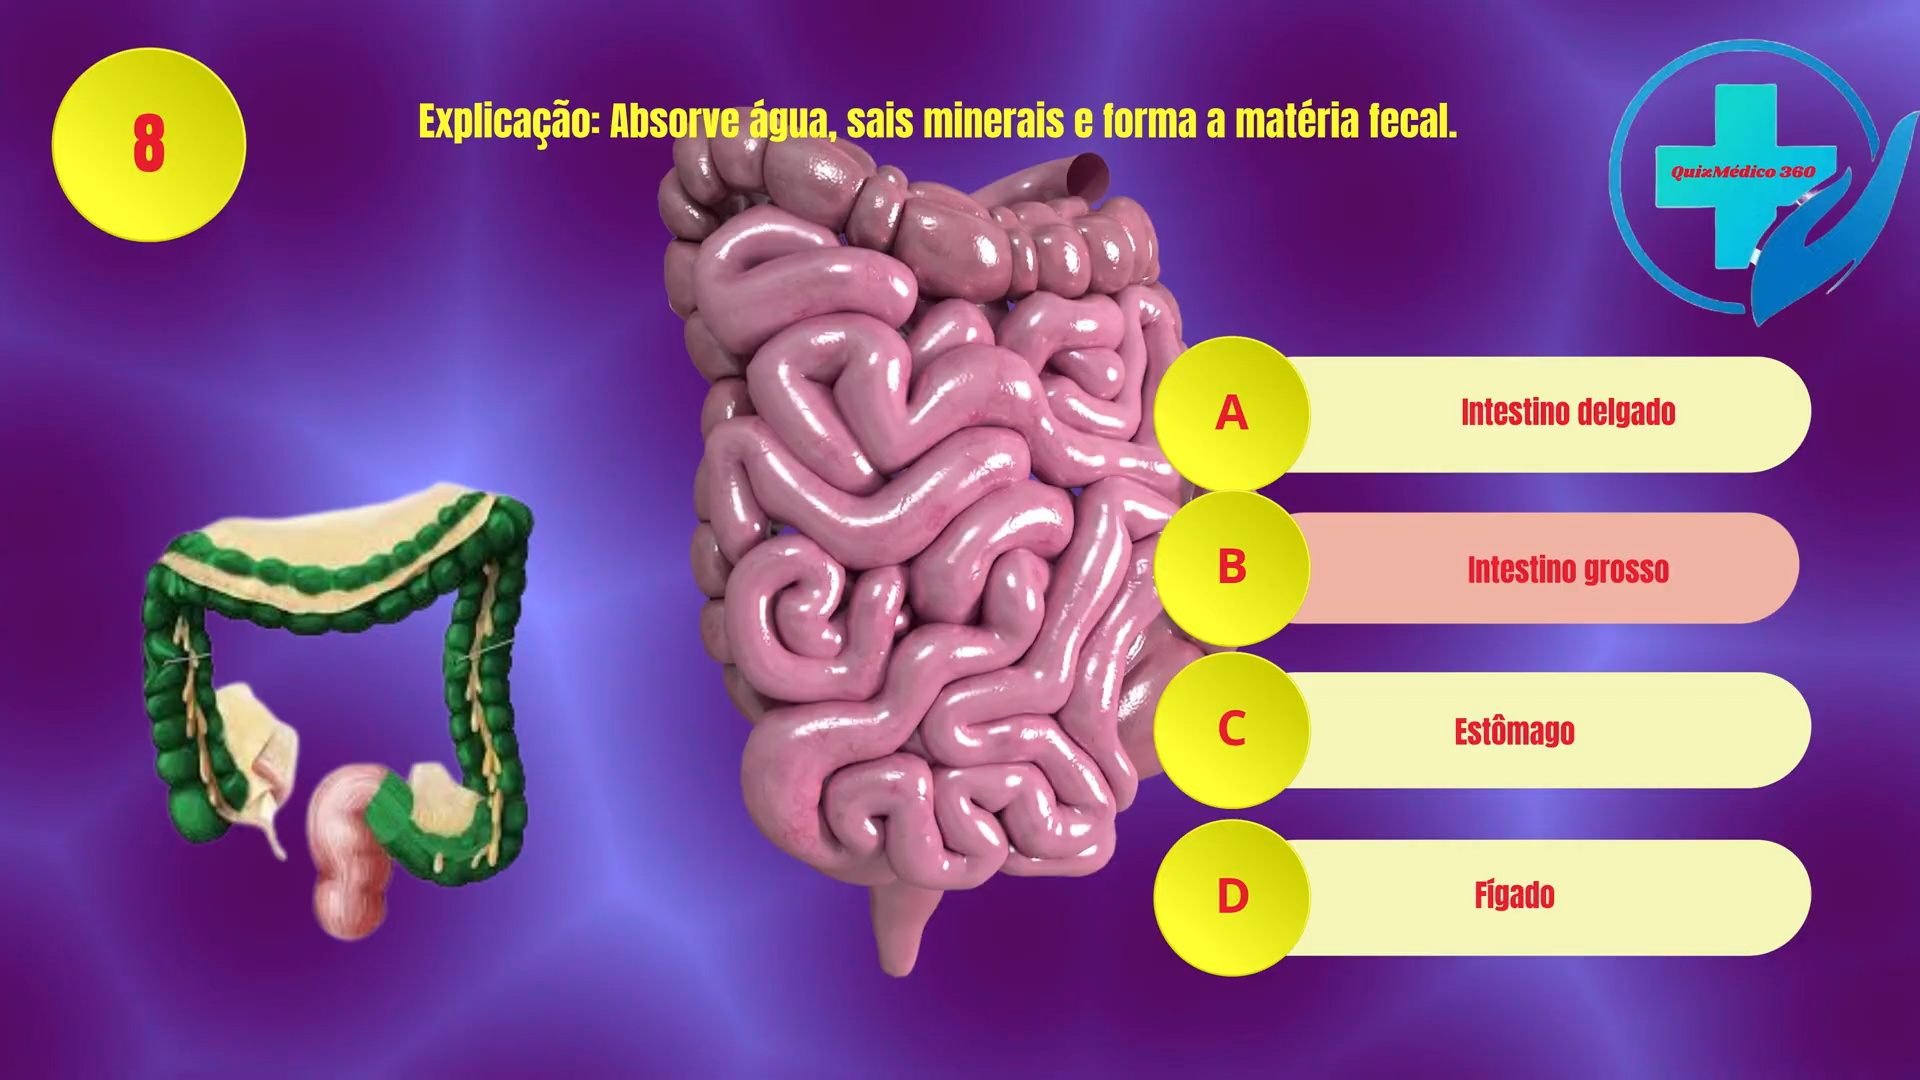 8
Explicação: Absorve água, sais minerais e forma a matéria fecal.
QuizMédico 360
A
Intestino delgado
B
Intestino grosso
C
Estômago
D
Fígado